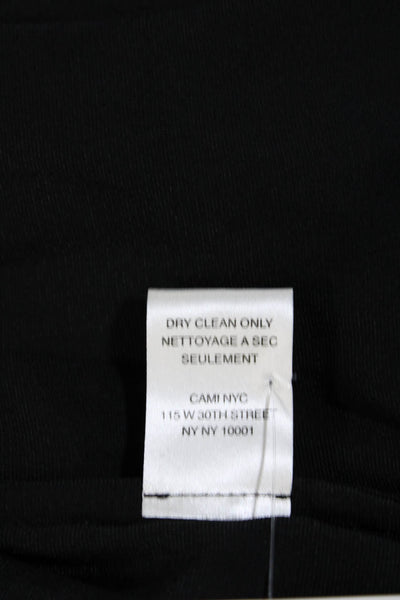 DRY CLEAN ONLY
NETTOYAGE A SEC
SEULEMENT
CAMI NYC
115 W 30TH STREET
NY NY 10001